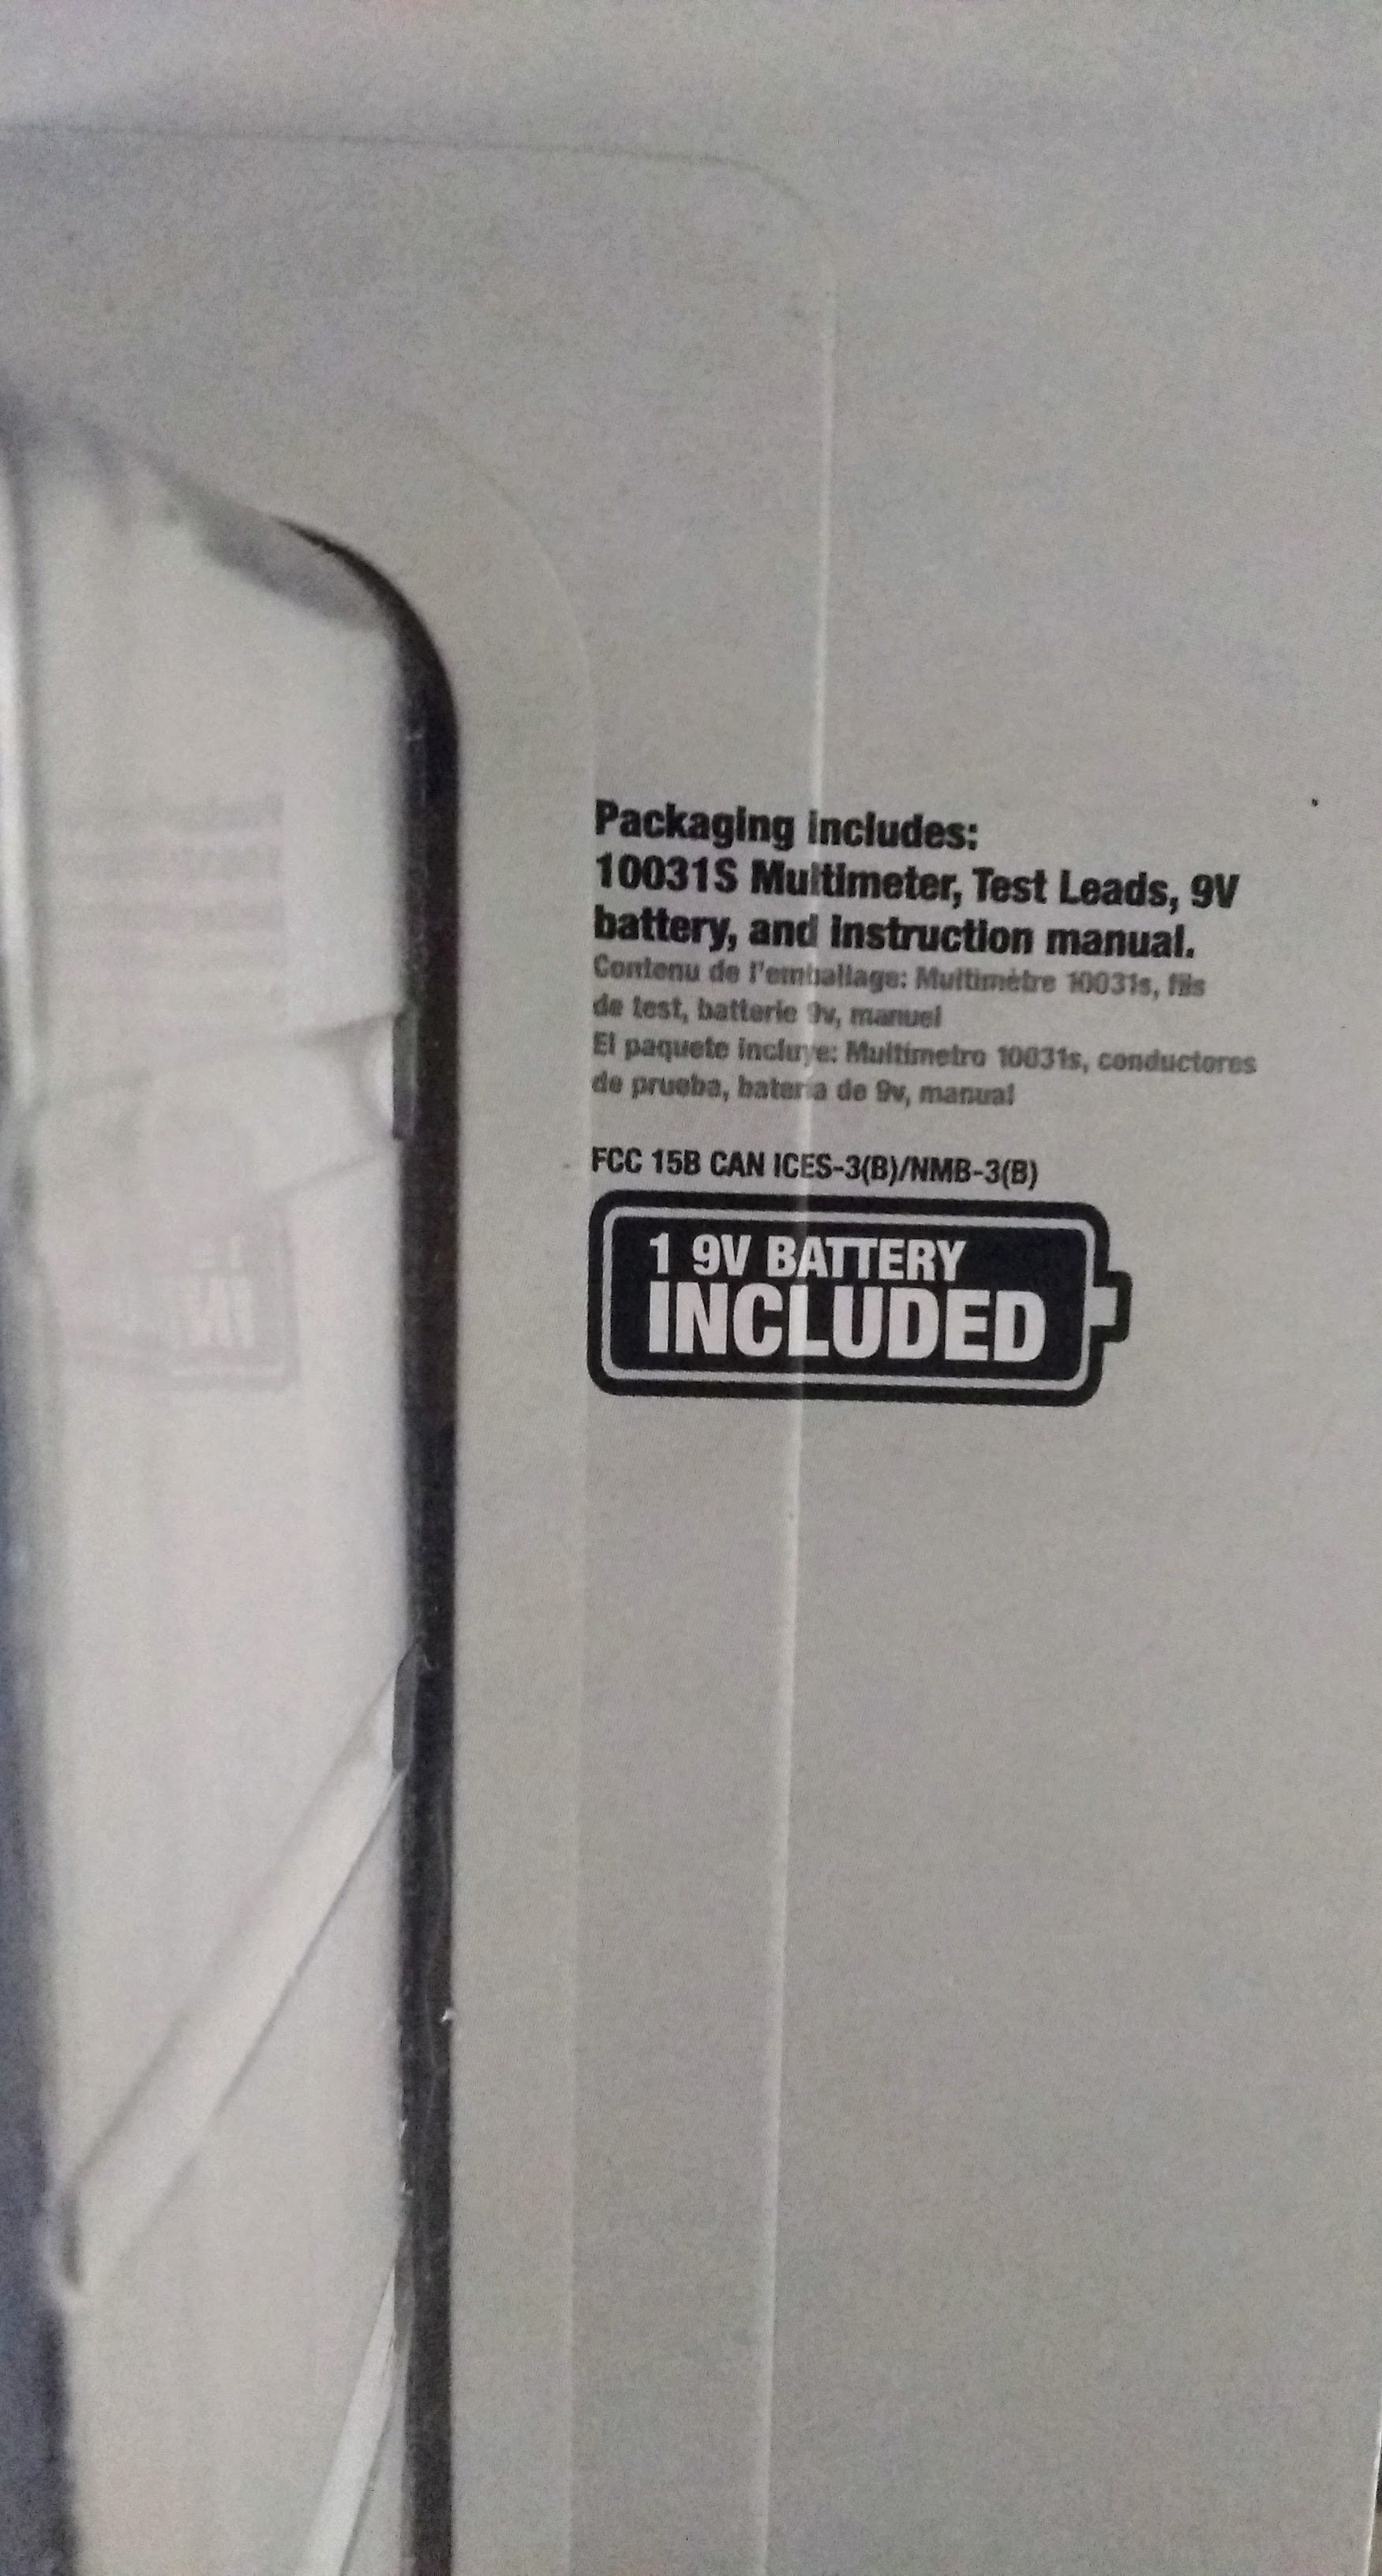 Packaging includes:
10031S Multimeter, Test Leads, 9V
battery, and instruction manual.
Contenu de l'emballage: Multimètre 10031s, fils
de test, batterie 9v, manuel
El paquete incluye: Multímetro 10031s, conductores
de prueba, batería de 9v, manual
FCC 15B CAN ICES-3(B)/NMB-3(B)
1 9V BATTERY
INCLUDED